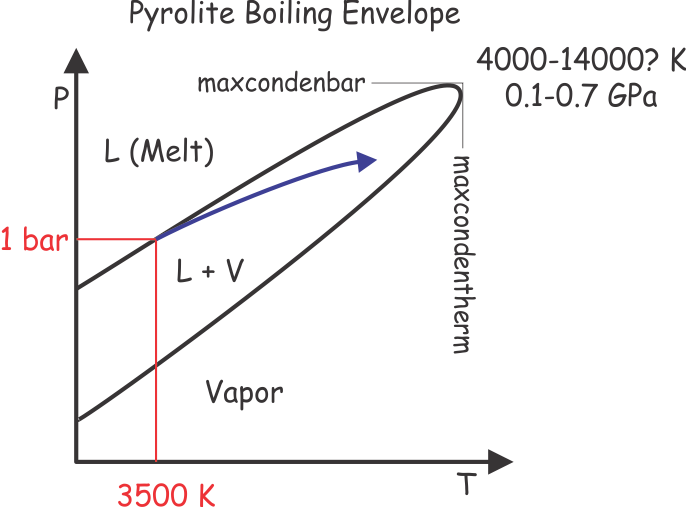 Pyrolite Boiling Envelope
4000-14000? K
0.1-0.7 GPa
maxcondenbar
P
L (Melt)
maxcondentherm
1 bar
L + V
Vapor
T
3500 K